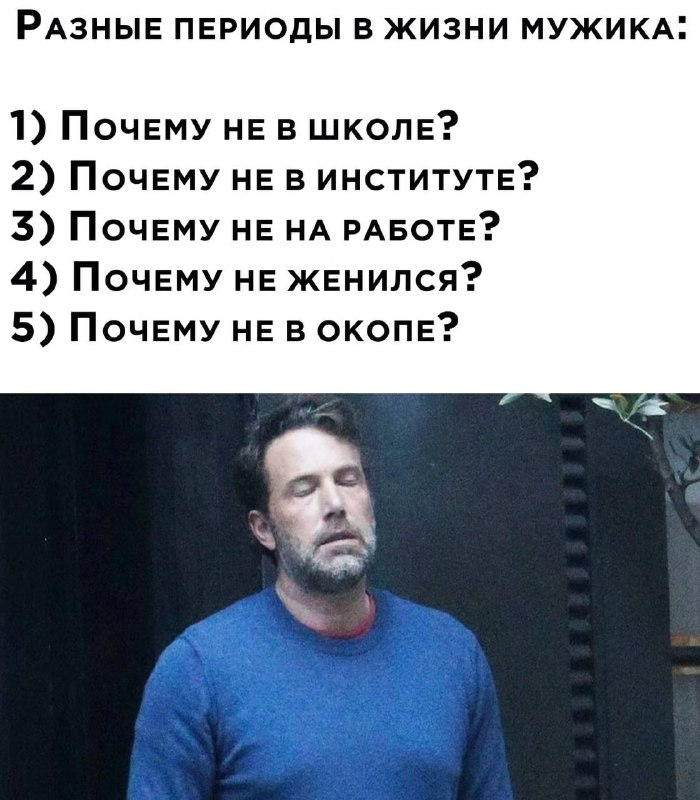 Разные периоды в жизни мужика:
1) Почему не в школе?
2) Почему не в институте?
3) Почему не на работе?
4) Почему не женился?
5) Почему не в окопе?